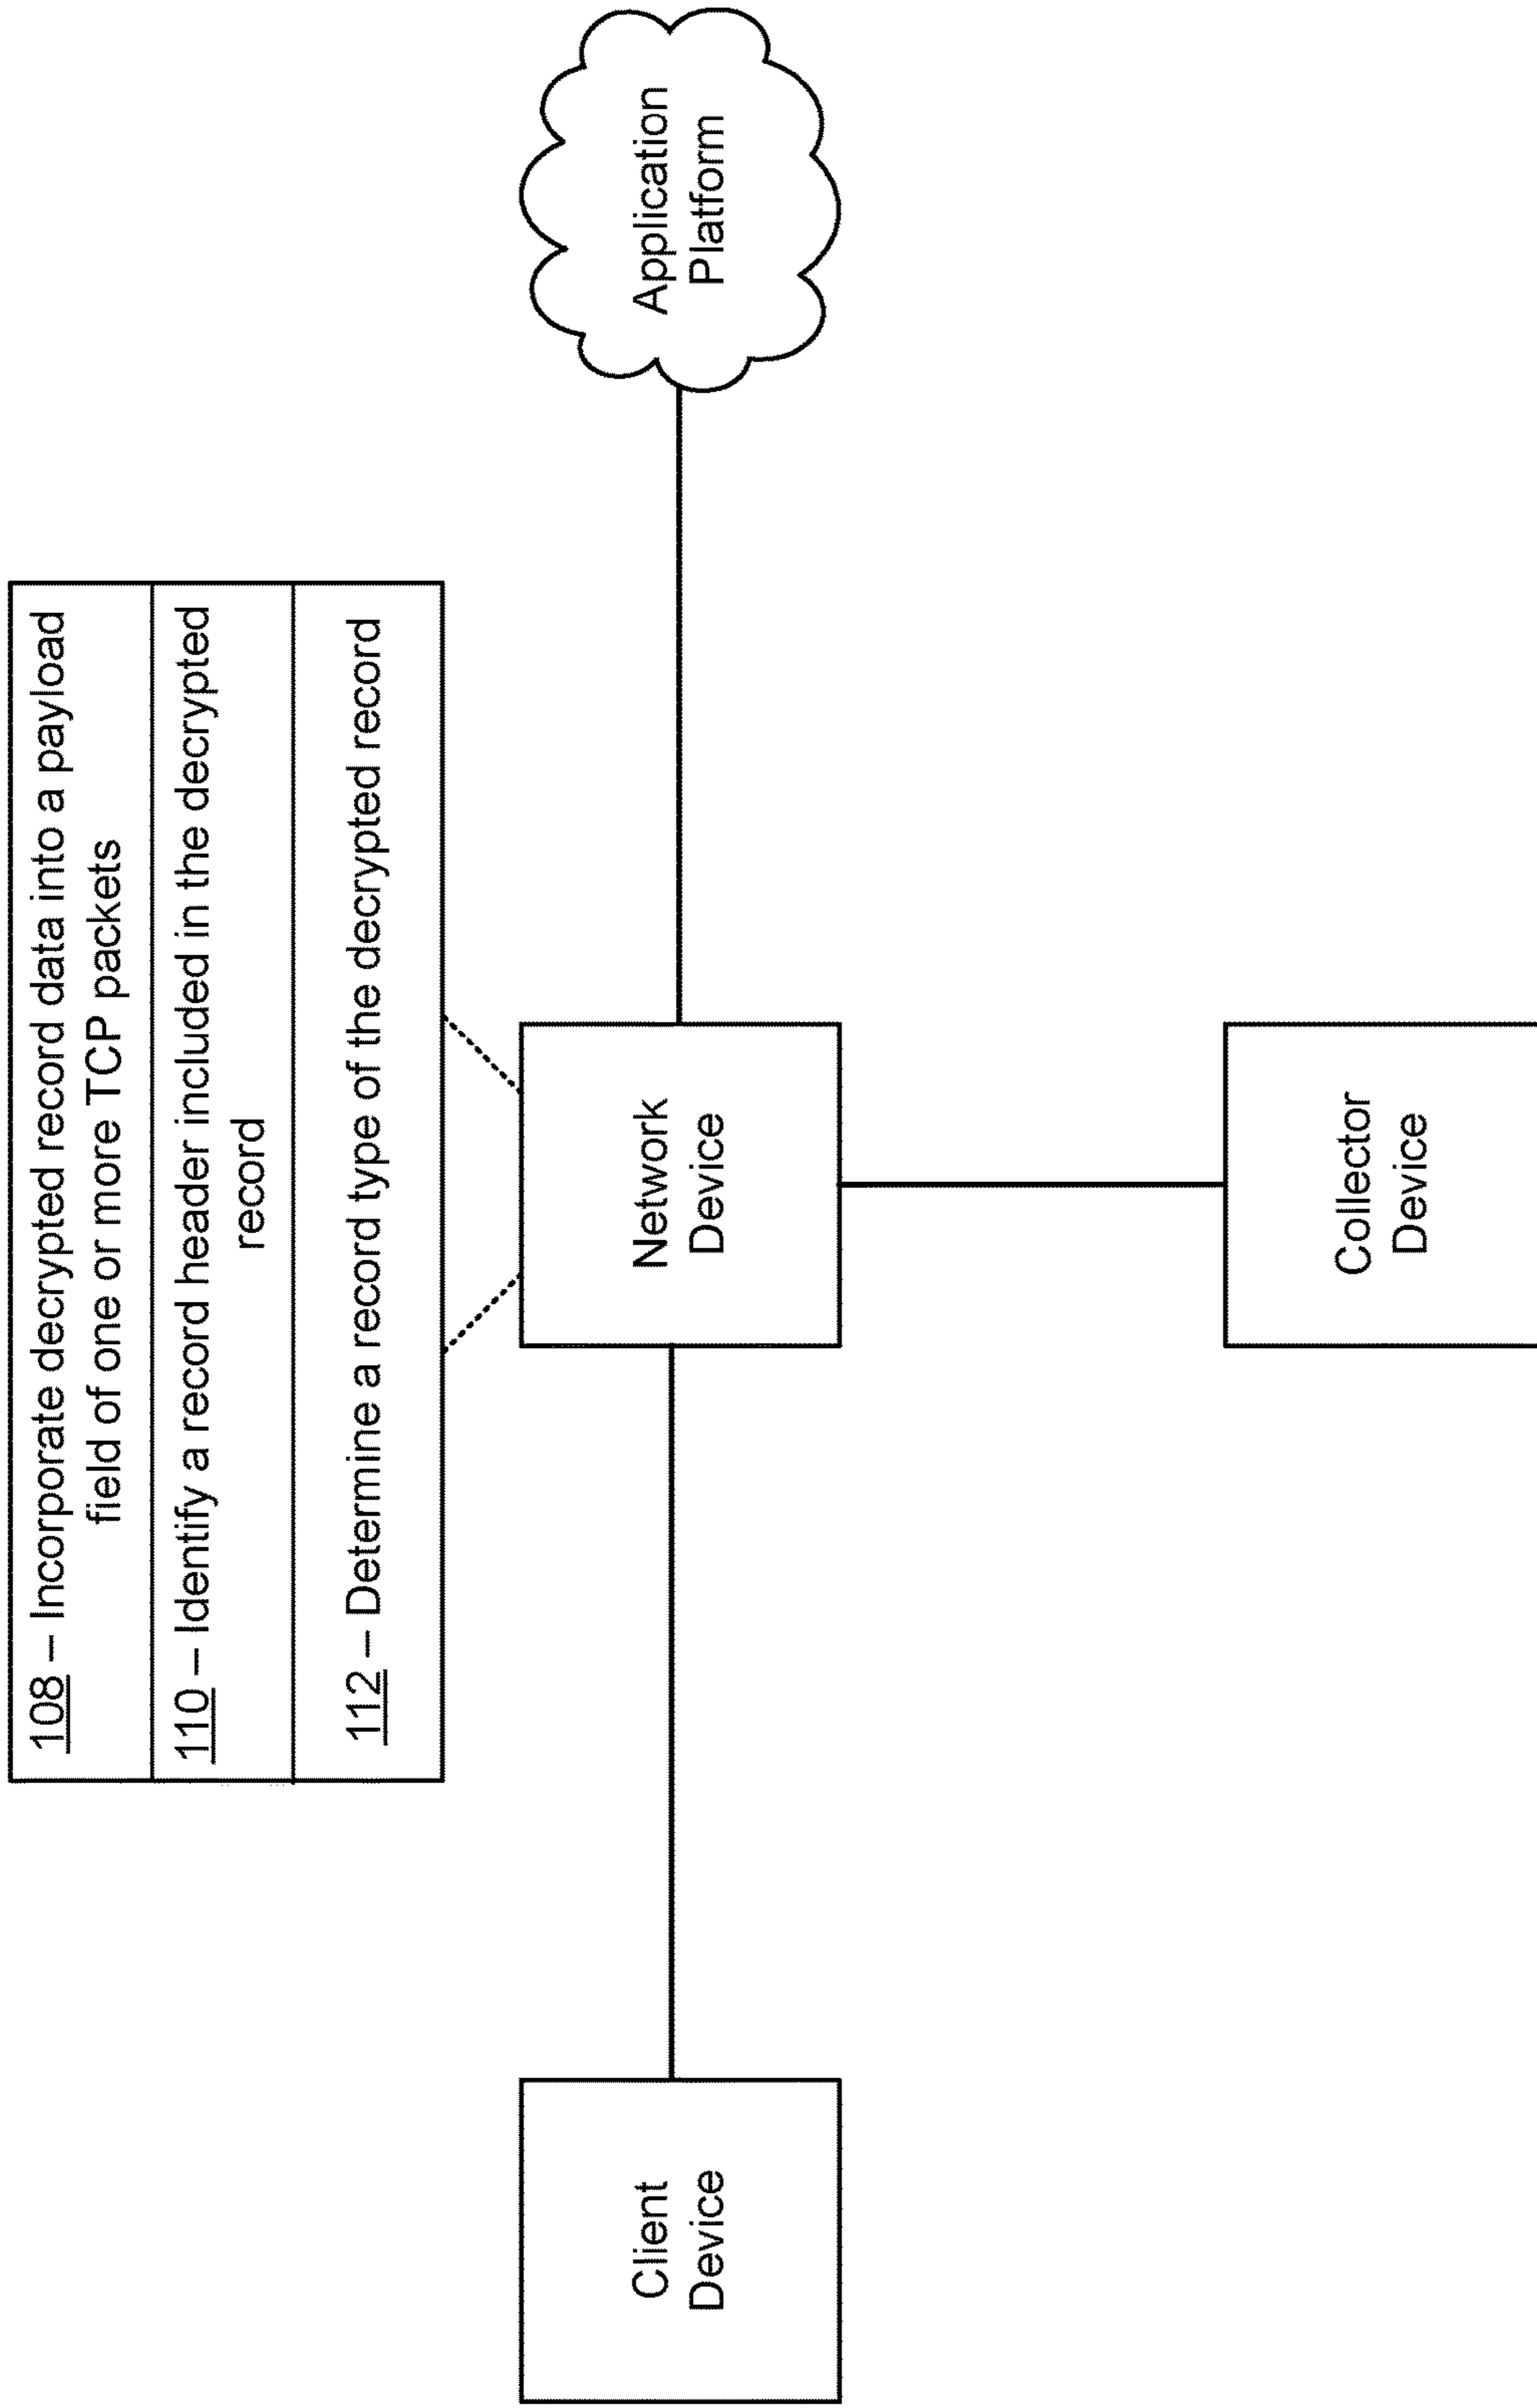 108 – Incorporate decrypted record data into a payload
field of one or more TCP packets
110 – Identify a record header included in the decrypted
record
112 – Determine a record type of the decrypted record
Client
Device
Network
Device
Application
Platform
Collector
Device